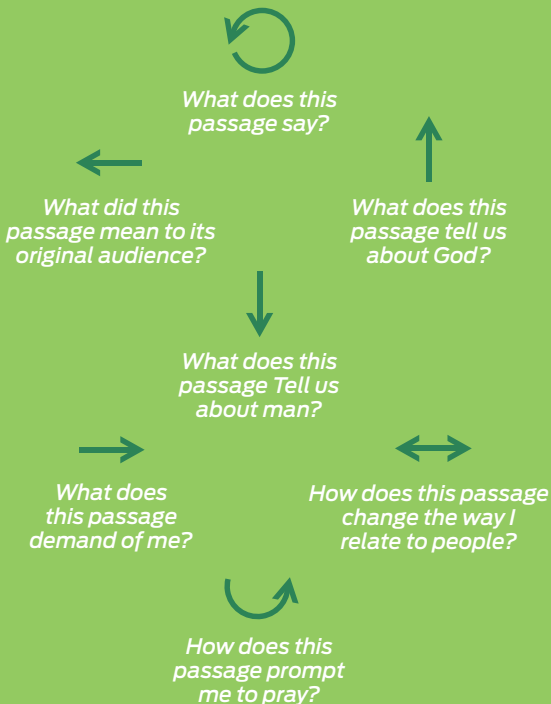 What does this
passage say?
What did this
passage mean to its
original audience?
What does this
passage tell us
about God?
What does this
passage Tell us
about man?
What does
this passage
demand of me?
How does this passage
change the way I
relate to people?
How does this
passage prompt
me to pray?